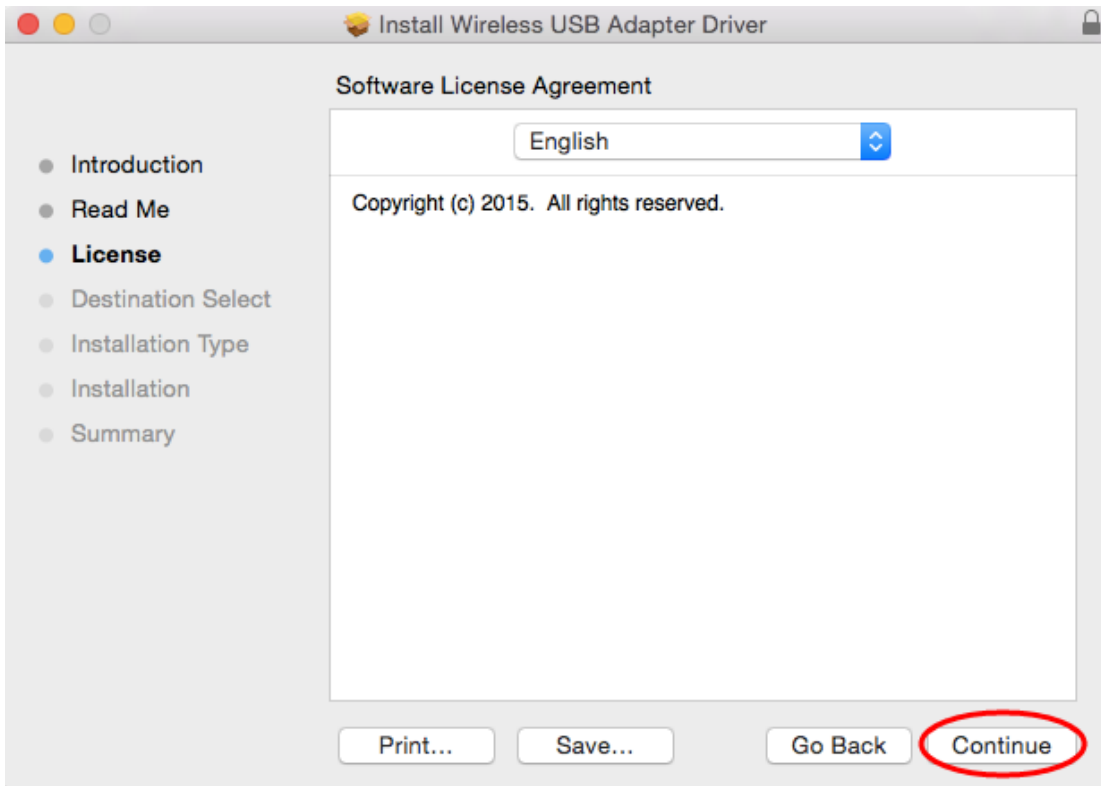 Install Wireless USB Adapter Driver
Software License Agreement
English
Introduction
Read Me
License
Destination Select
Installation Type
Installation
Summary
Copyright (c) 2015.  All rights reserved.
Print...
Save...
Go Back
Continue